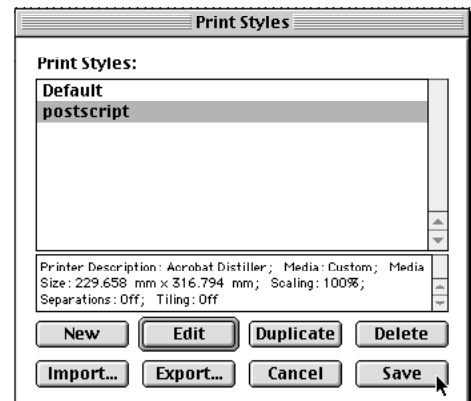 Print Styles
Print Styles:
Default
postscript
Printer Description: Acrobat Distiller; Media: Custom; Media
Size: 229.658 mm x 316.794 mm; Scaling: 100%;
Separations: Off; Tiling: Off
New Edit Duplicate Delete
Import... Export... Cancel Save